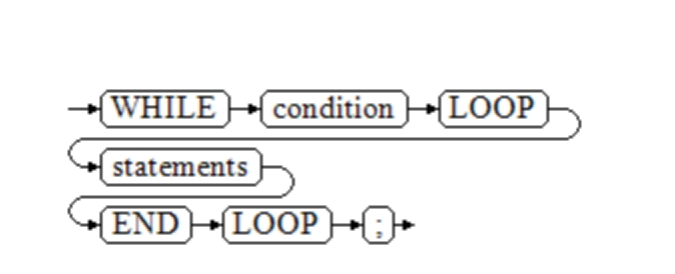 WHILE condition LOOP
statements
END LOOP ;